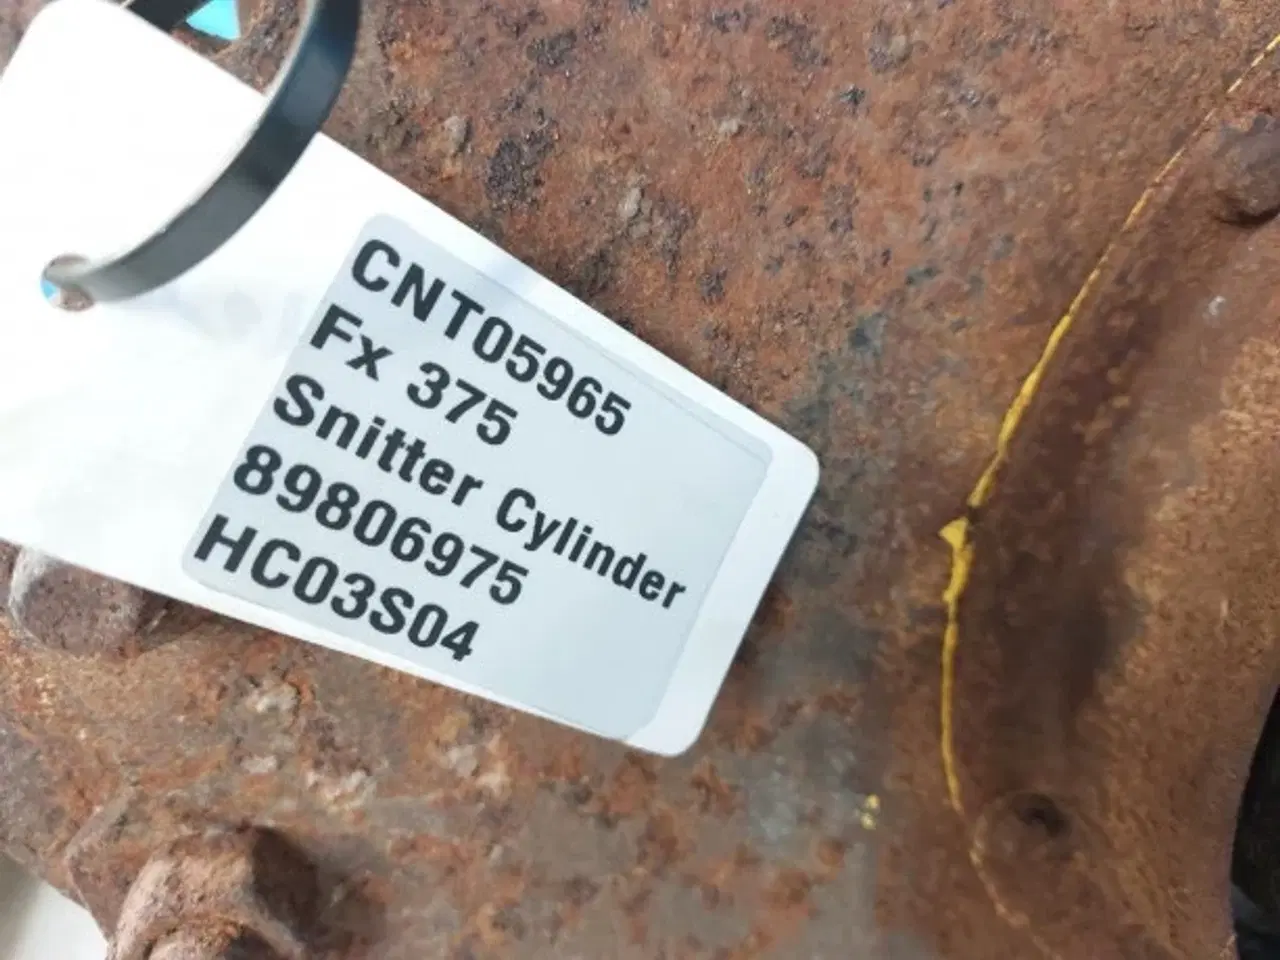 CNT05965
Fx 375
Snitter Cylinder
89806975
HC03S04